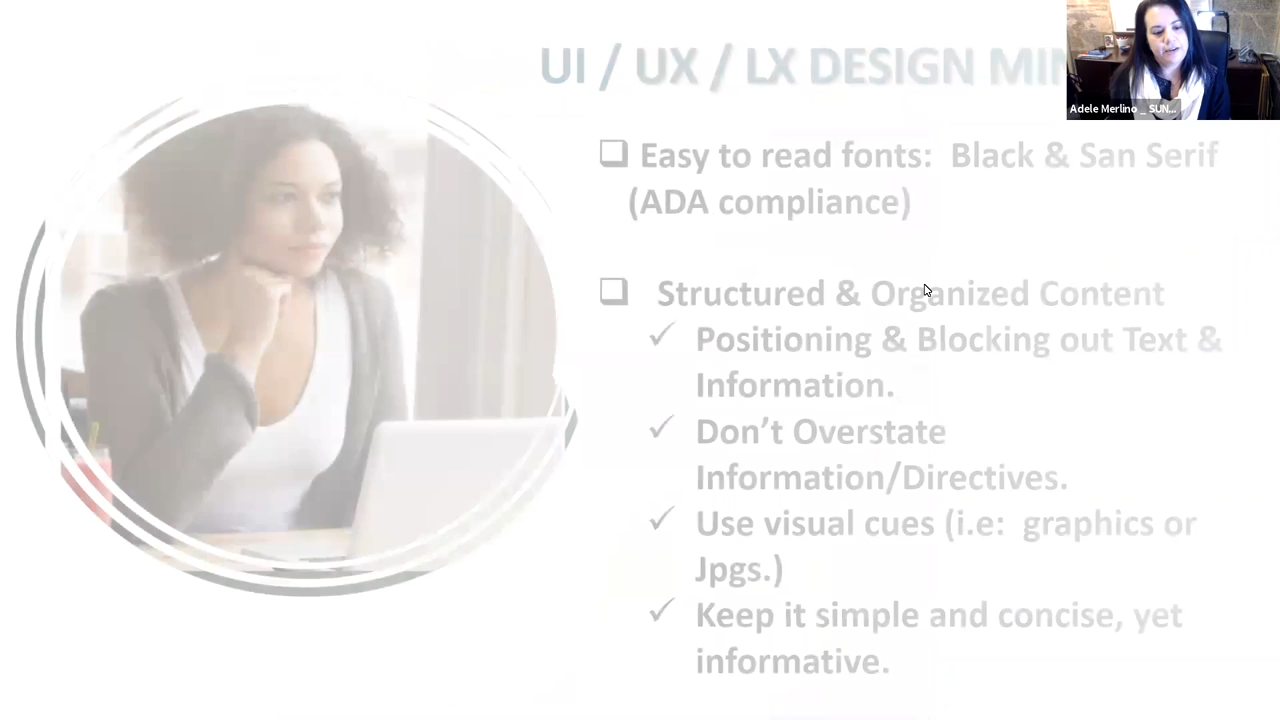 UI / UX / LX DESIGN
Adele Merlino _ SUN...
Easy to read fonts:  Black & San Serif
(ADA compliance)
Structured & Organized Content
Positioning & Blocking out Text &
Information.
Don't Overstate
Information/Directives.
Use visual cues (i.e:  graphics or
Jpgs.)
Keep it simple and concise, yet
informative.